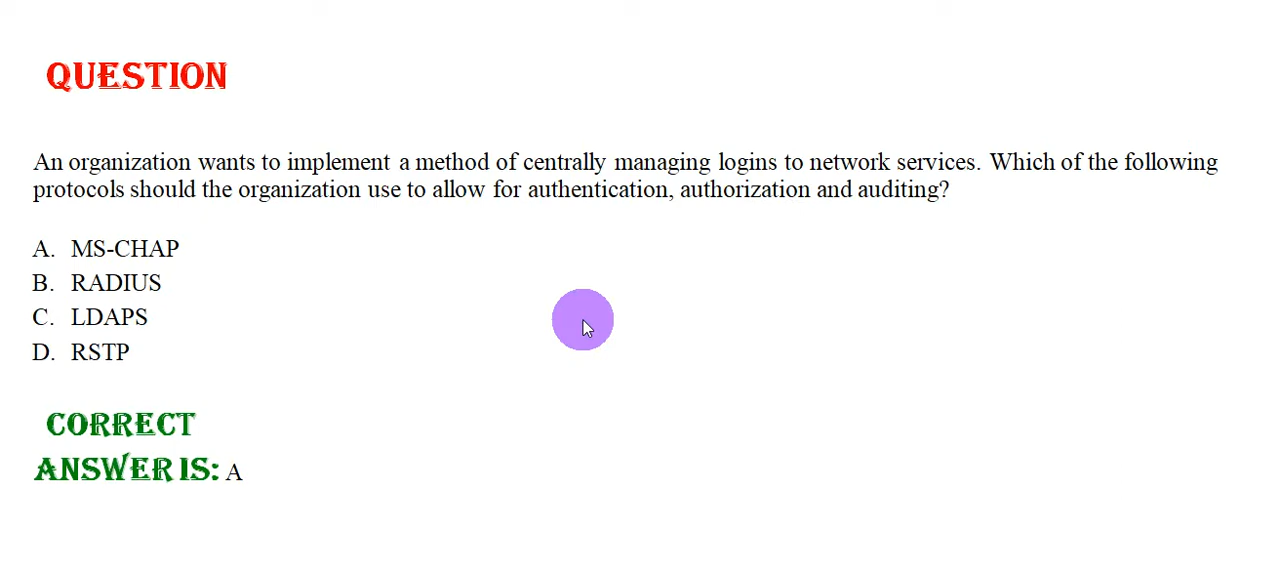 QUESTION
An organization wants to implement a method of centrally managing logins to network services. Which of the following
protocols should the organization use to allow for authentication, authorization and auditing?
A. MS-CHAP
B. RADIUS
C. LDAPS
D. RSTP
CORRECT
ANSWER IS: A